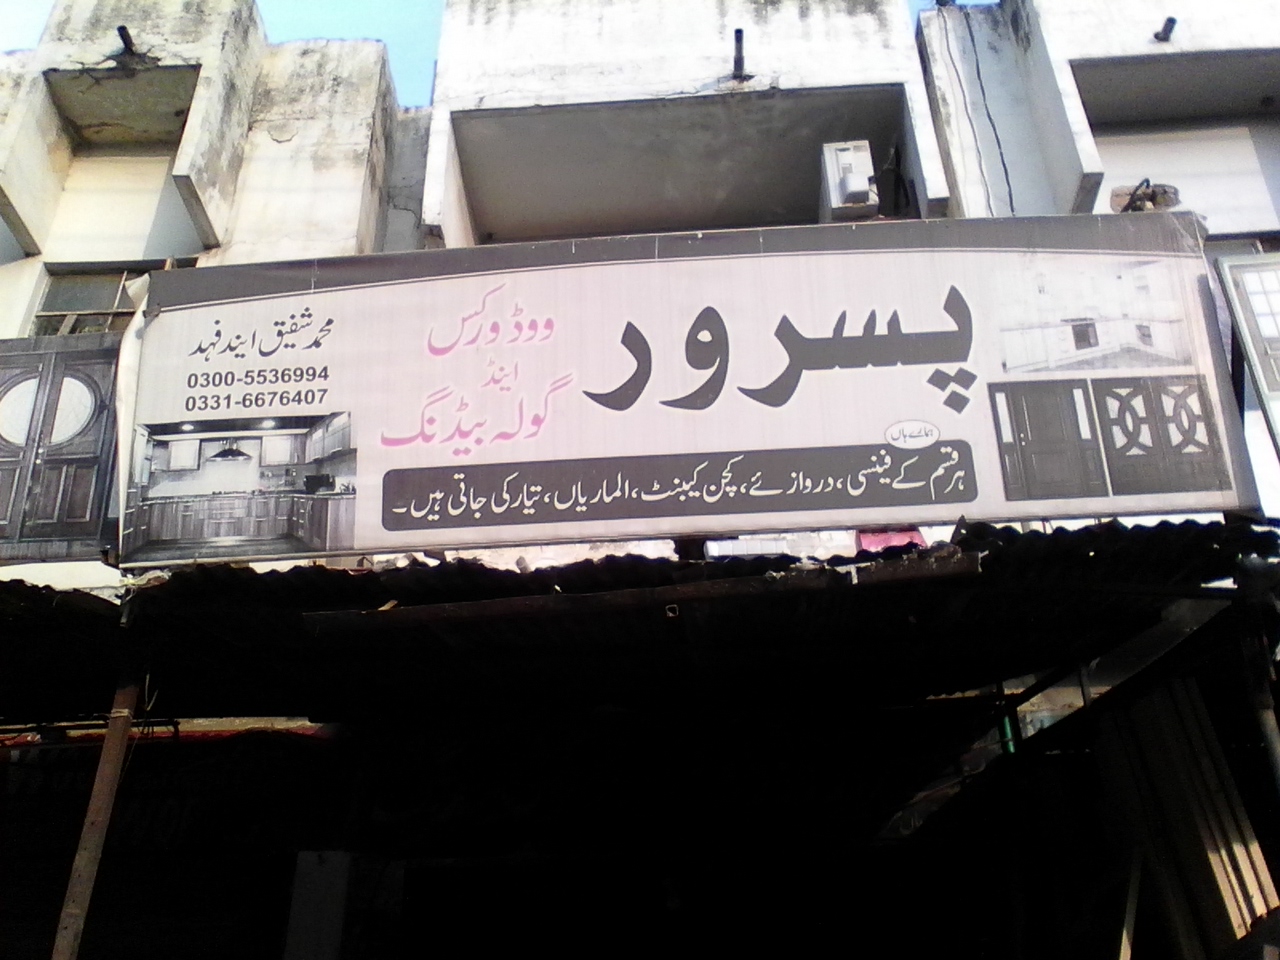 پسرور
ووڈ ورکس
اینڈ
گولہ بیڈنگ
محمد شفیق اینڈ فہد
0300-5536994
0331-6676407
ہمارے ہاں
ہر قسم کے فینسی، دروازے، کچن کیبنٹ، الماریاں، تیار کی جاتی ہیں۔